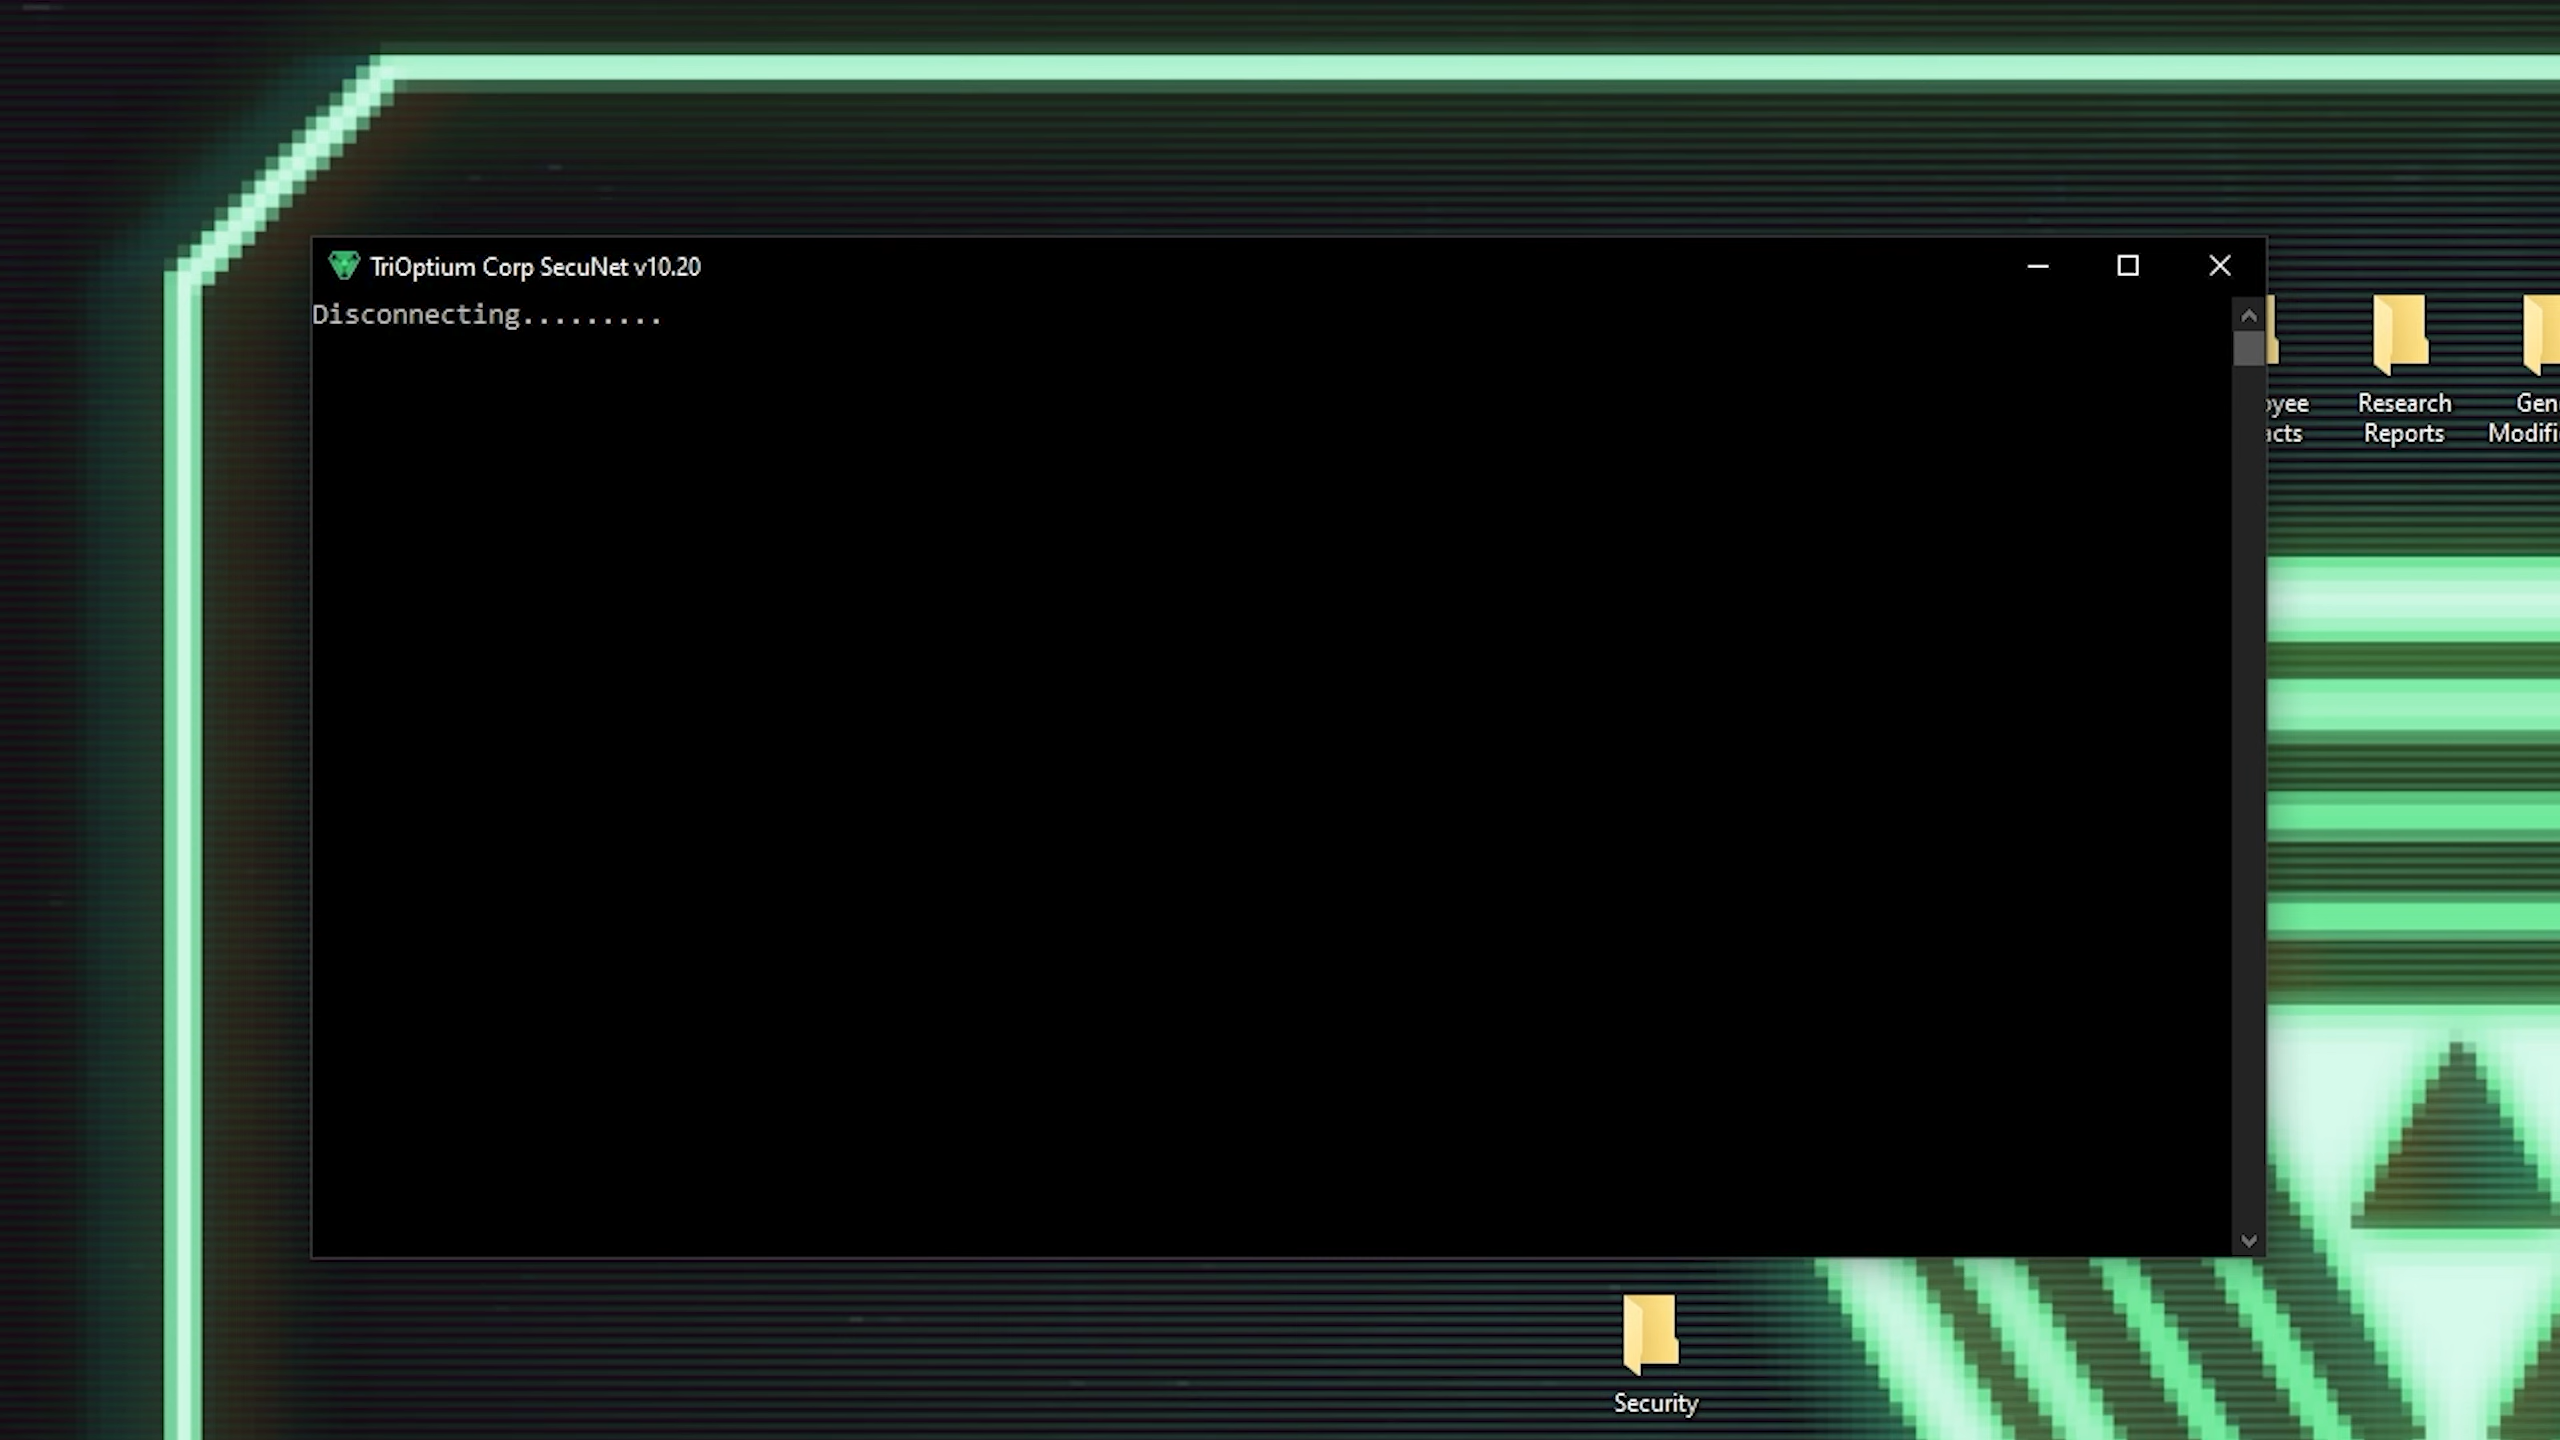 TriOptium Corp SecuNet v10.20
Disconnecting.........
Research
Reports
Security